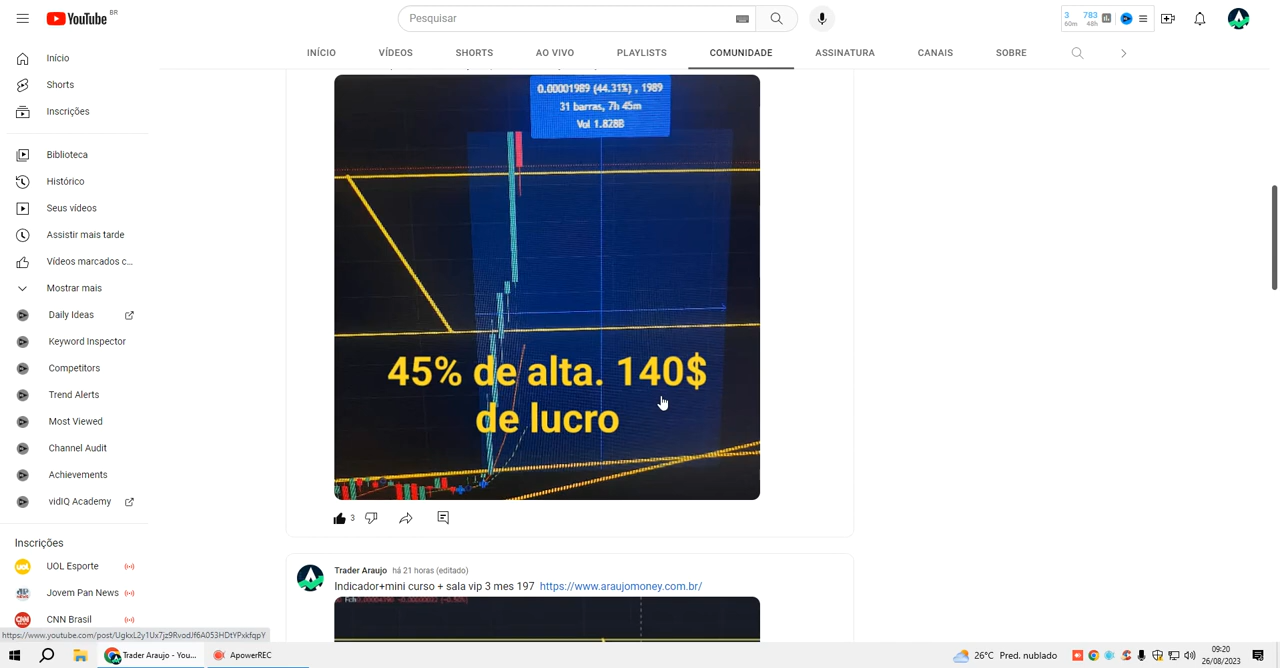 YouTube BR
Pesquisar
3 783
60m 48h
INÍCIO VÍDEOS SHORTS AO VIVO PLAYLISTS COMUNIDADE ASSINATURA CANAIS SOBRE
Início
Shorts
Inscrições
Biblioteca
Histórico
Seus vídeos
Assistir mais tarde
Vídeos marcados c...
Mostrar mais
Daily Ideas
Keyword Inspector
Competitors
Trend Alerts
Most Viewed
Channel Audit
Achievements
vidIQ Academy
Inscrições
UOL Esporte
Jovem Pan News
CNN Brasil
0.00001989 (44.31%) , 1989
31 barras, 7h 45m
Vol 1.828B
45% de alta. 140$
de lucro
3
Trader Araujo há 21 horas (editado)
Indicador+mini curso + sala vip 3 mes 197 https://www.araujomoney.com.br/
Trader Araujo - You...
ApowerREC
26°C Pred. nublado
09:20
26/08/2023